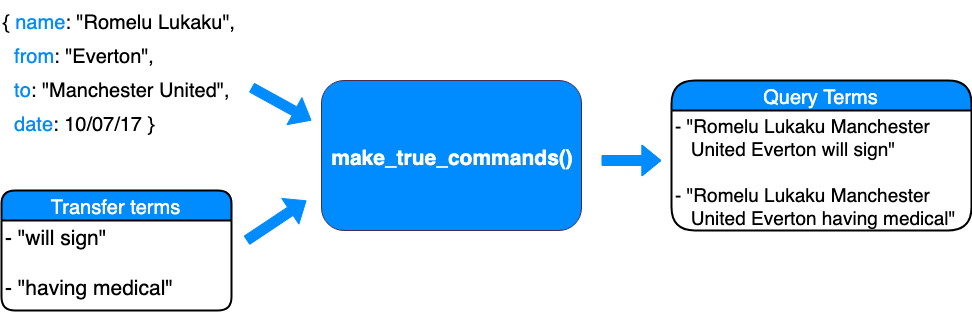 { name: "Romelu Lukaku",
from: "Everton",
to: "Manchester United",
date: 10/07/17 }
Transfer terms
- "will sign"
- "having medical"
make_true_commands()
Query Terms
- "Romelu Lukaku Manchester
United Everton will sign"
- "Romelu Lukaku Manchester
United Everton having medical"